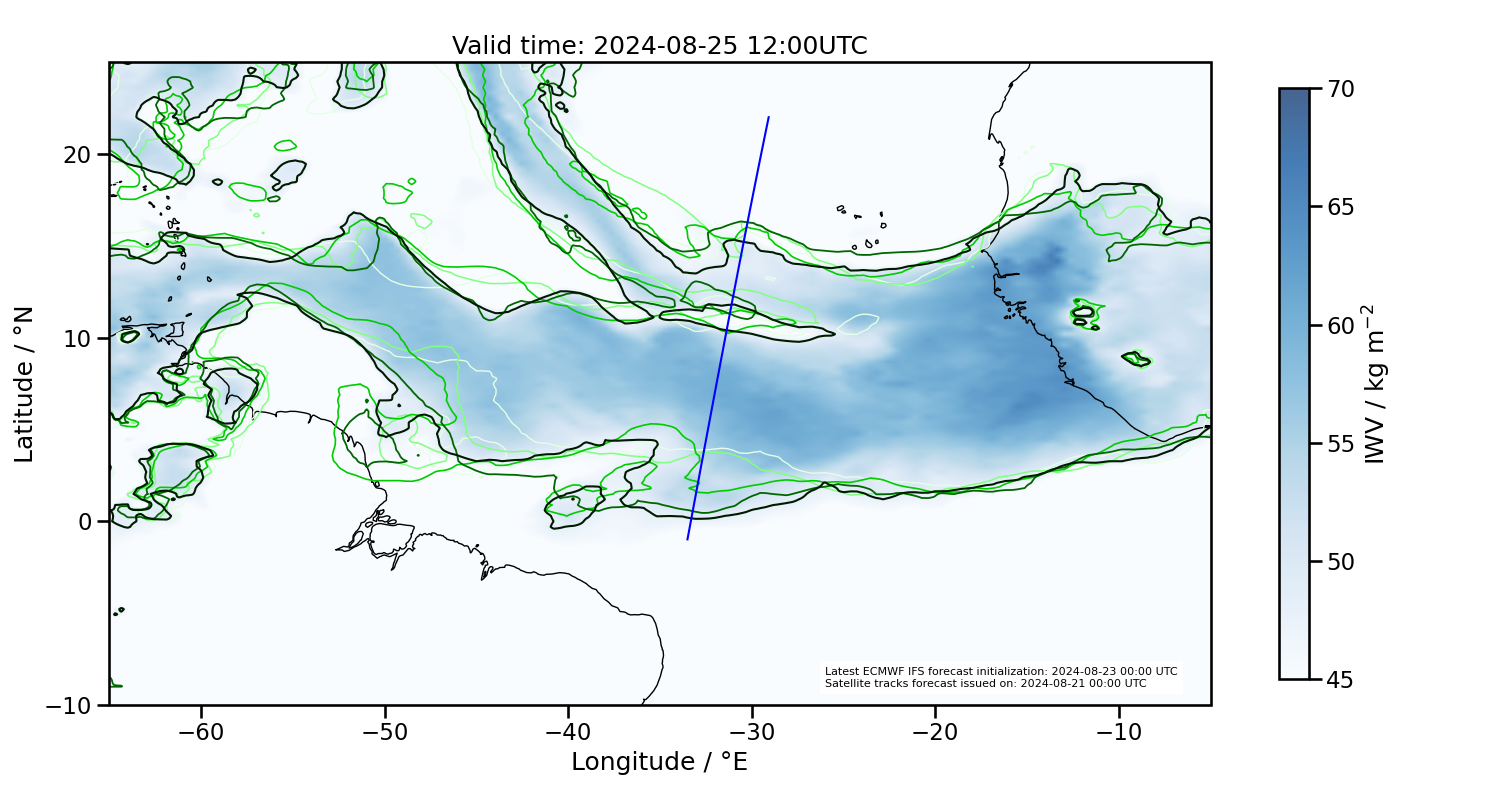 Valid time: 2024-08-25 12:00UTC
20
10
0
−10
Latitude / °N
−60
−50
−40
−30
−20
−10
Longitude / °E
Latest ECMWF IFS forecast initialization: 2024-08-23 00:00 UTC
Satellite tracks forecast issued on: 2024-08-21 00:00 UTC
70
65
60
55
50
45
IWV / kg m⁻²